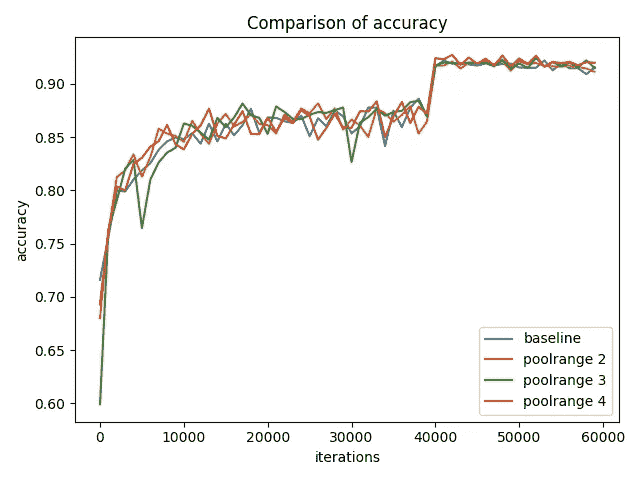 Comparison of accuracy
accuracy
0.90
0.85
0.80
0.75
0.70
0.65
0.60
baseline
poolrange 2
poolrange 3
poolrange 4
0 10000 20000 30000 40000 50000 60000
iterations